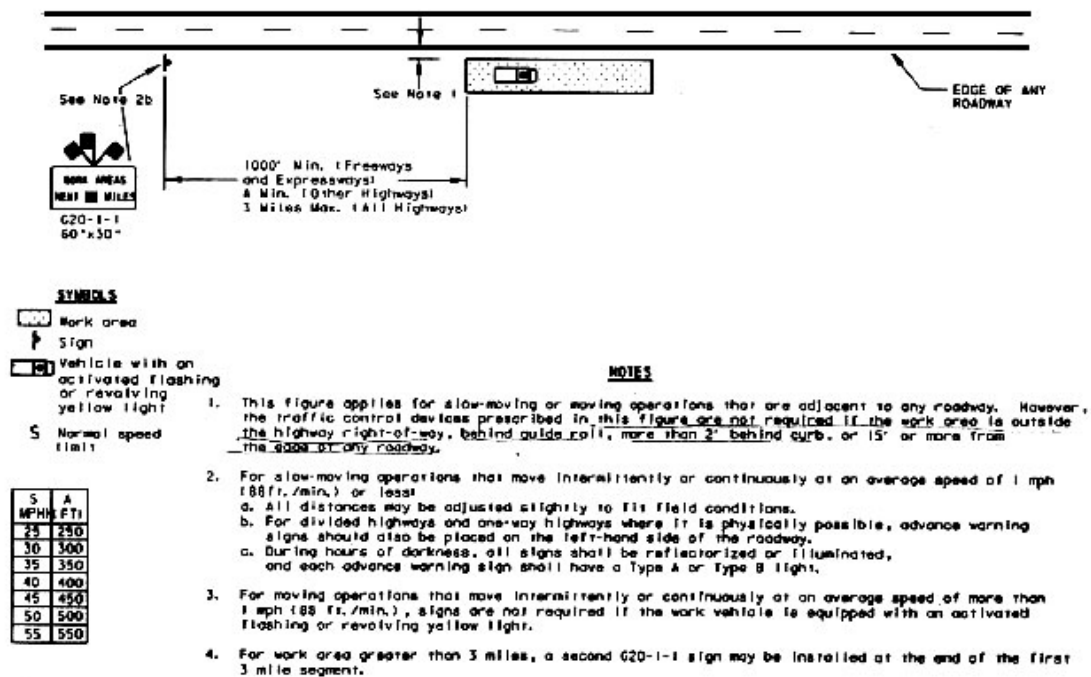 See Note 2b
See Note 1
EDGE OF ANY
ROADWAY
WORK AREAS
NEXT MILES
G20-1-1
60"x30"
1000' Min. (Freeways
and Expressways)
A Min. (Other Highways)
3 Miles Max. (All Highways)
SYMBOLS
Work area
Sign
Vehicle with an
activated flashing
or revolving
yellow light
S Normal speed
limit
S A
MPH FT
25 250
30 300
35 350
40 400
45 450
50 500
55 550
NOTES
1. This figure applies for slow-moving or moving operations that are adjacent to any roadway. However,
the traffic control devices prescribed in this figure are not required if the work area is outside
the highway right-of-way, behind guide rail, more than 2' behind curb, or 15' or more from
the edge of any roadway.
2. For slow-moving operations that move intermittently or continuously at an average speed of 1 mph
(88ft./min.) or less:
a. All distances may be adjusted slightly to fit field conditions.
b. For divided highways and one-way highways where it is physically possible, advance warning
signs should also be placed on the left-hand side of the roadway.
c. During hours of darkness, all signs shall be reflectorized or illuminated,
and each advance warning sign shall have a Type A or Type B light.
3. For moving operations that move intermittently or continuously at an average speed of more than
1 mph (88 ft./min.), signs are not required if the work vehicle is equipped with an activated
flashing or revolving yellow light.
4. For work area greater than 3 miles, a second G20-1-1 sign may be installed at the end of the first
3 mile segment.